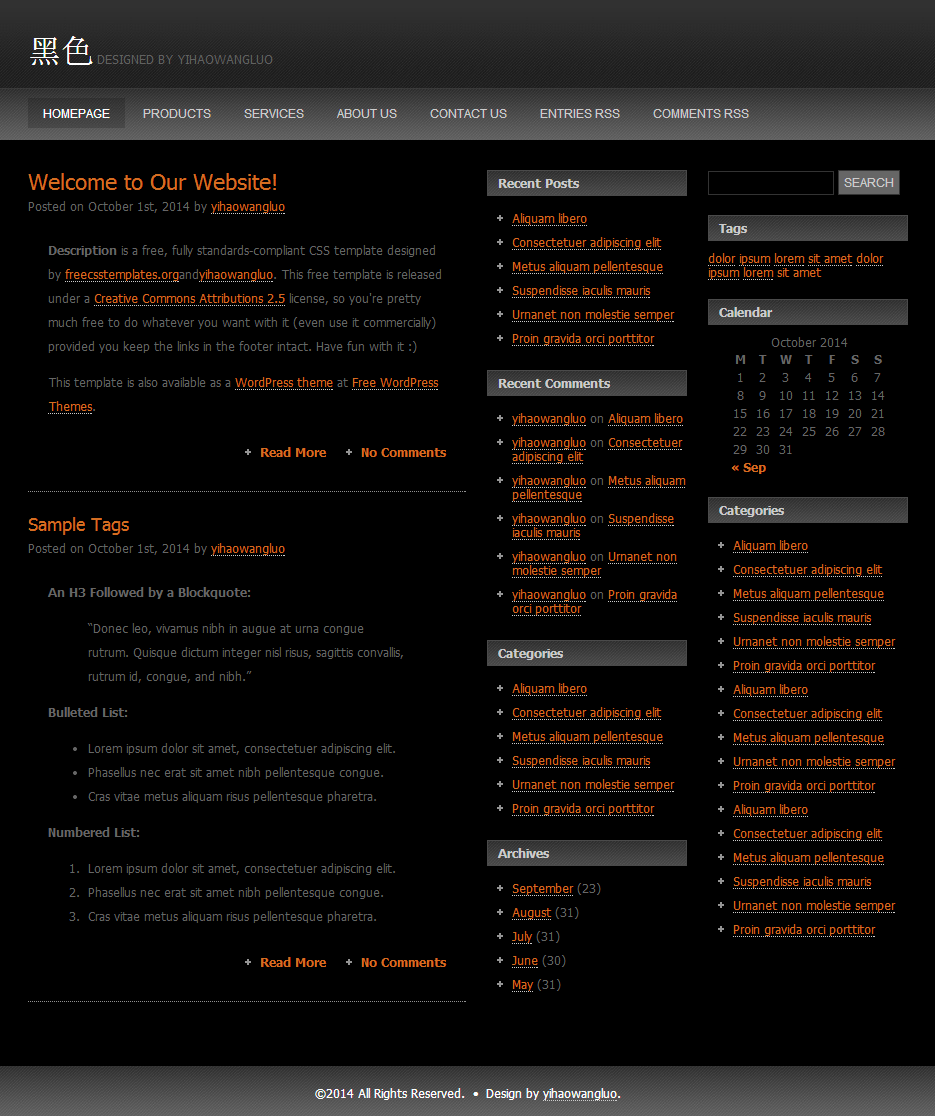 黑色 DESIGNED BY YIHAOWANGLUO
HOMEPAGE PRODUCTS SERVICES ABOUT US CONTACT US ENTRIES RSS COMMENTS RSS
Welcome to Our Website!
Posted on October 1st, 2014 by yihaowangluo
Description is a free, fully standards-compliant CSS template designed
by freecsstemplates.organdyihaowangluo. This free template is released
under a Creative Commons Attributions 2.5 license, so you're pretty
much free to do whatever you want with it (even use it commercially)
provided you keep the links in the footer intact. Have fun with it :)
This template is also available as a WordPress theme at Free WordPress
Themes.
Read More No Comments
Sample Tags
Posted on October 1st, 2014 by yihaowangluo
An H3 Followed by a Blockquote:
“Donec leo, vivamus nibh in augue at urna congue
rutrum. Quisque dictum integer nisl risus, sagittis convallis,
rutrum id, congue, and nibh.”
Bulleted List:
• Lorem ipsum dolor sit amet, consectetuer adipiscing elit.
• Phasellus nec erat sit amet nibh pellentesque congue.
• Cras vitae metus aliquam risus pellentesque pharetra.
Numbered List:
1. Lorem ipsum dolor sit amet, consectetuer adipiscing elit.
2. Phasellus nec erat sit amet nibh pellentesque congue.
3. Cras vitae metus aliquam risus pellentesque pharetra.
Read More No Comments
Recent Posts
Aliquam libero
Consectetuer adipiscing elit
Metus aliquam pellentesque
Suspendisse iaculis mauris
Urnanet non molestie semper
Proin gravida orci porttitor
Recent Comments
yihaowangluo on Aliquam libero
yihaowangluo on Consectetuer
adipiscing elit
yihaowangluo on Metus aliquam
pellentesque
yihaowangluo on Suspendisse
iaculis mauris
yihaowangluo on Urnanet non
molestie semper
yihaowangluo on Proin gravida
orci porttitor
Categories
Aliquam libero
Consectetuer adipiscing elit
Metus aliquam pellentesque
Suspendisse iaculis mauris
Urnanet non molestie semper
Proin gravida orci porttitor
Archives
September (23)
August (31)
July (31)
June (30)
May (31)
SEARCH
Tags
dolor ipsum lorem sit amet dolor
ipsum lorem sit amet
Calendar
October 2014
M T W T F S S
1 2 3 4 5 6 7
8 9 10 11 12 13 14
15 16 17 18 19 20 21
22 23 24 25 26 27 28
29 30 31
« Sep
Categories
Aliquam libero
Consectetuer adipiscing elit
Metus aliquam pellentesque
Suspendisse iaculis mauris
Urnanet non molestie semper
Proin gravida orci porttitor
Aliquam libero
Consectetuer adipiscing elit
Metus aliquam pellentesque
Urnanet non molestie semper
Proin gravida orci porttitor
Aliquam libero
Consectetuer adipiscing elit
Metus aliquam pellentesque
Suspendisse iaculis mauris
Urnanet non molestie semper
Proin gravida orci porttitor
©2014 All Rights Reserved. • Design by yihaowangluo.